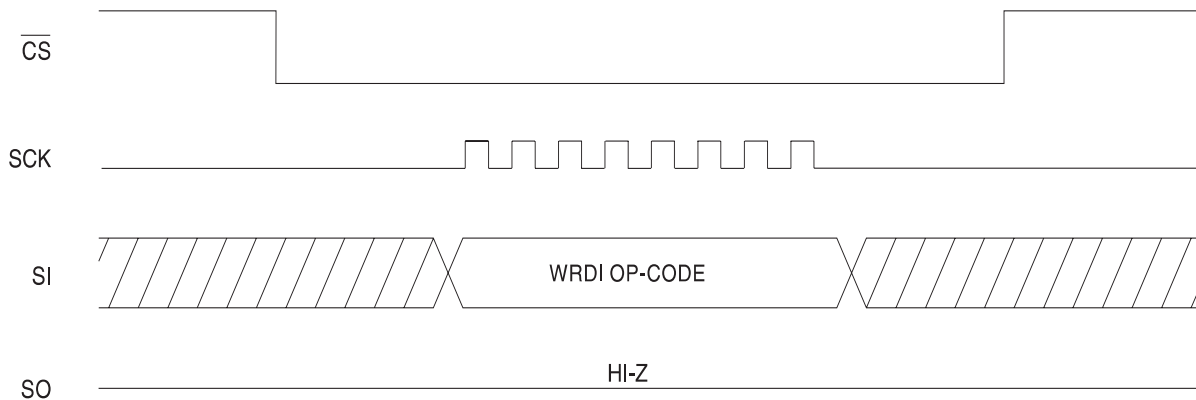 CS
SCK
SI
WRDI OP-CODE
HI-Z
SO